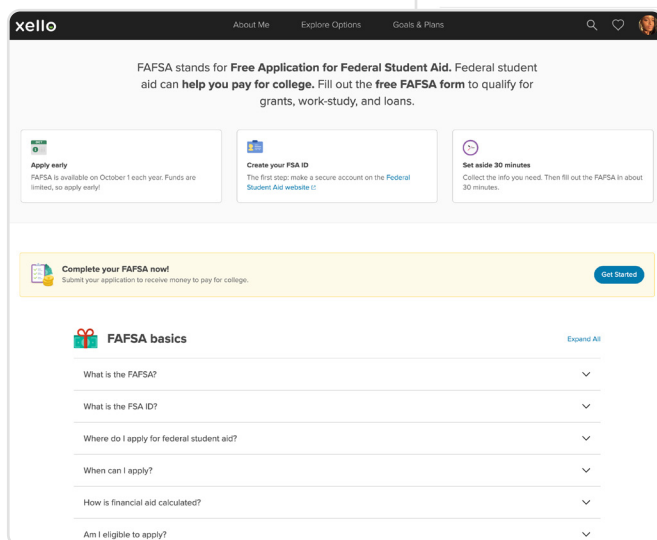 xello
About Me
Explore Options
Goals & Plans
FAFSA stands for Free Application for Federal Student Aid. Federal student
aid can help you pay for college. Fill out the free FAFSA form to qualify for
grants, work-study, and loans.
Apply early
FAFSA is available on October 1 each year. Funds are
limited, so apply early!
Create your FSA ID
The first step: make a secure account on the Federal
Student Aid website
Set aside 30 minutes
Collect the info you need. Then fill out the FAFSA in about
30 minutes.
Complete your FAFSA now!
Submit your application to receive money to pay for college.
Get Started
FAFSA basics
Expand All
What is the FAFSA?
What is the FSA ID?
Where do I apply for federal student aid?
When can I apply?
How is financial aid calculated?
Am I eligible to apply?